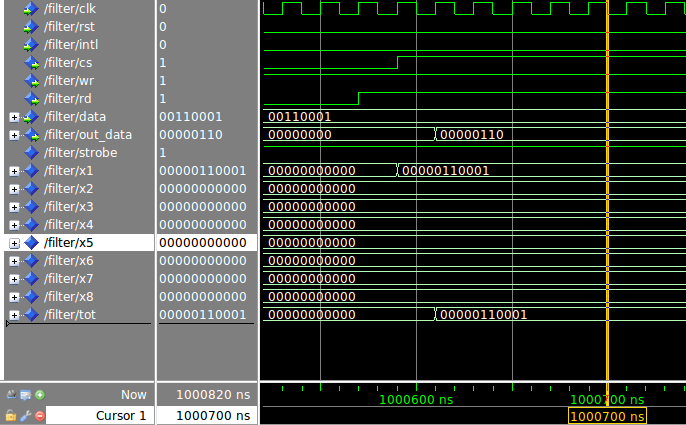 /filter/clk 0
/filter/rst 0
/filter/intl 0
/filter/cs 1
/filter/wr 1
/filter/rd 1
/filter/data 00110001 00110001
/filter/out_data 00000110 00000000 00000110
/filter/strobe 1
/filter/x1 00000110001 00000000000 00000110001
/filter/x2 00000000000 00000000000
/filter/x3 00000000000 00000000000
/filter/x4 00000000000 00000000000
/filter/x5 00000000000 00000000000
/filter/x6 00000000000 00000000000
/filter/x7 00000000000 00000000000
/filter/x8 00000000000 00000000000
/filter/tot 00000110001 00000000000 00000110001
Now 1000820 ns 1000600 ns 1000700 ns
Cursor 1 1000700 ns 1000700 ns